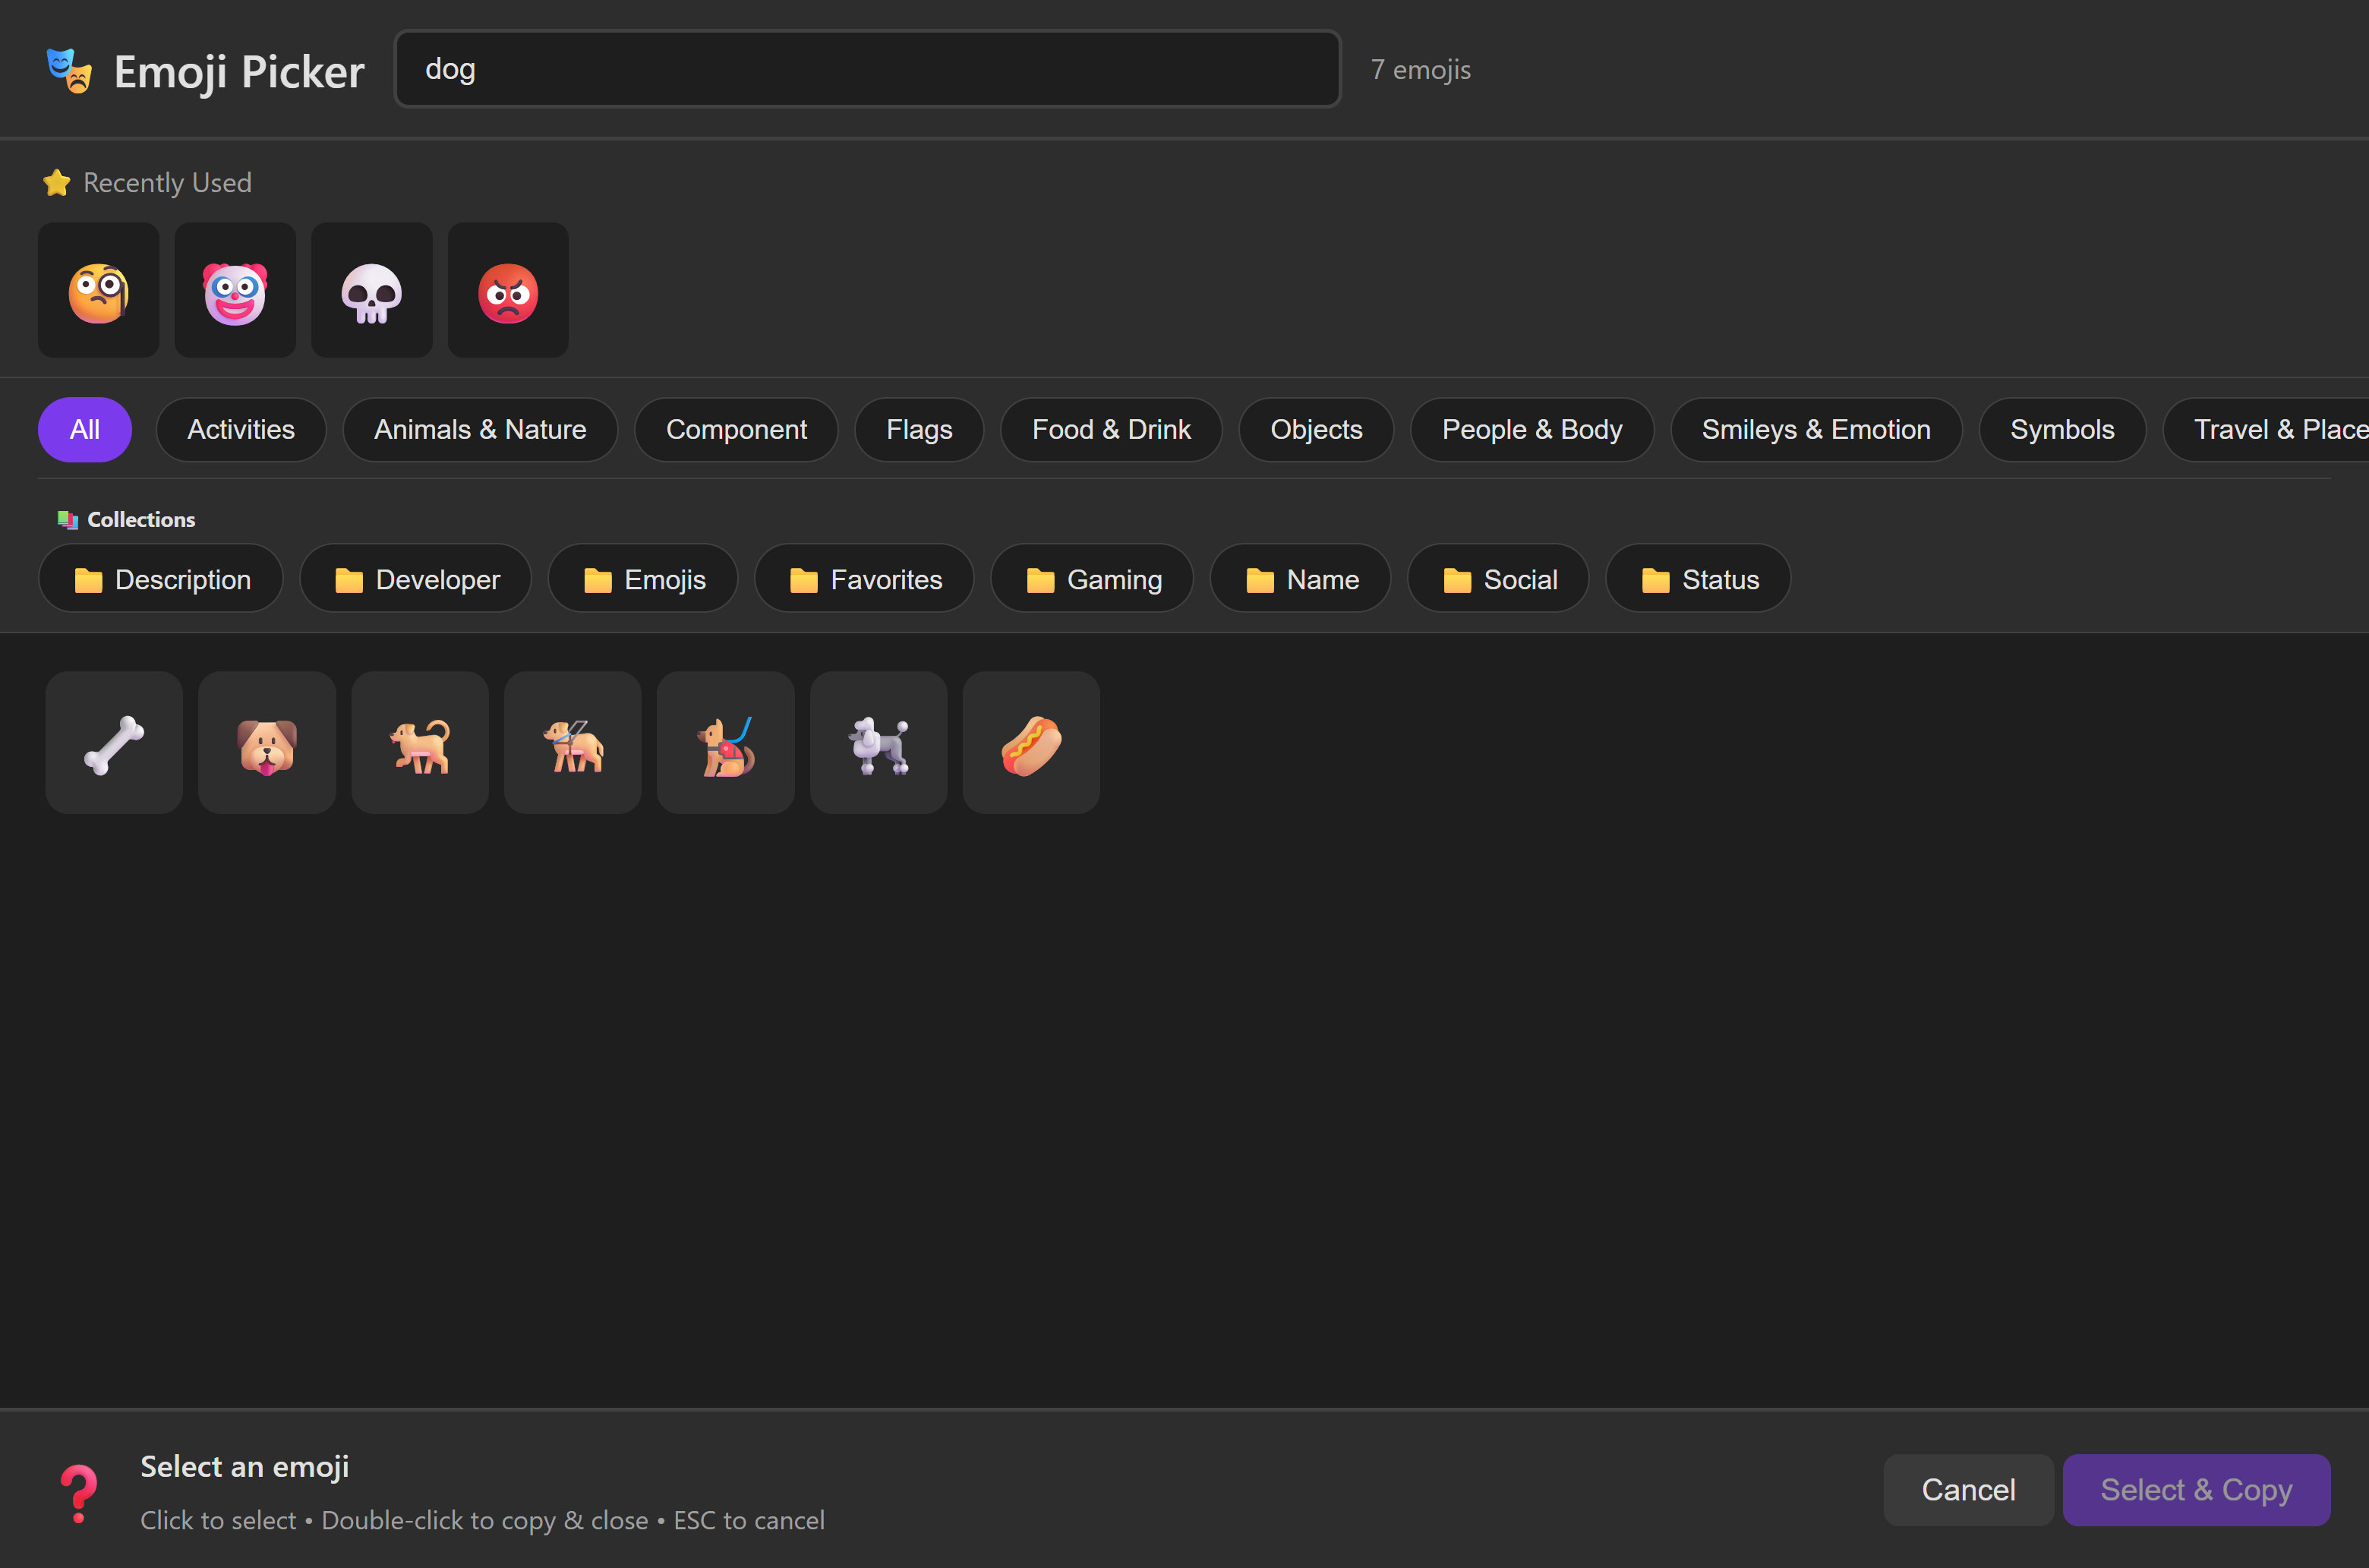 Emoji Picker
dog
7 emojis
Recently Used
All
Activities
Animals & Nature
Component
Flags
Food & Drink
Objects
People & Body
Smileys & Emotion
Symbols
Travel & Place
Collections
Description
Developer
Emojis
Favorites
Gaming
Name
Social
Status
Select an emoji
Click to select • Double-click to copy & close • ESC to cancel
Cancel
Select & Copy